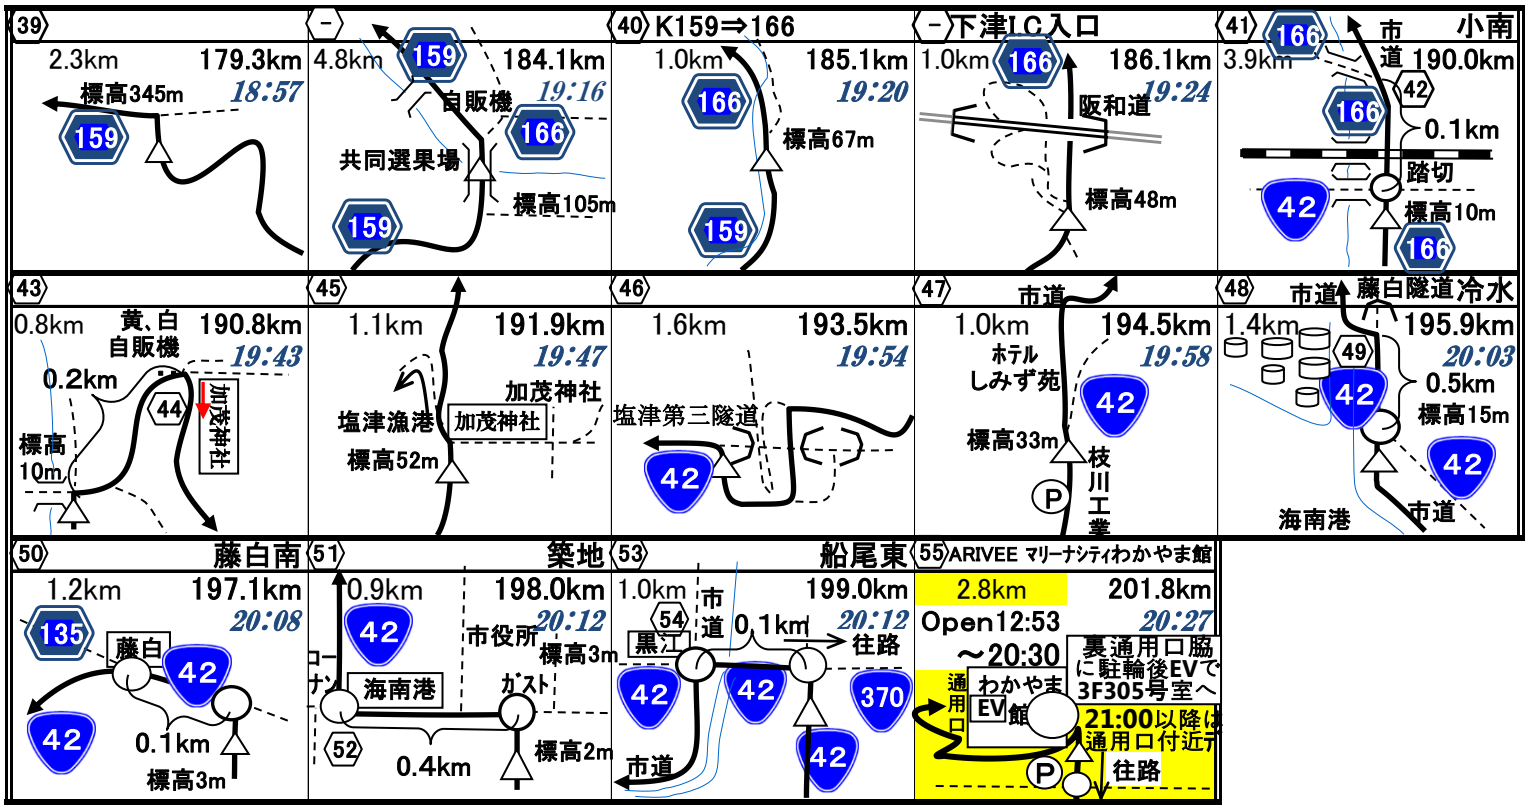 39
2.3km 179.3km
18:57
標高345m
159
-
4.8km 184.1km
19:16
159
自販機
166
共同選果場
標高105m
159
40 K159⇒166
1.0km 185.1km
19:20
166
標高67m
159
- 下津IC入口
1.0km 186.1km
19:24
166
阪和道
標高48m
41 小南
166
市道
3.9km 190.0km
42
166
0.1km
踏切
42
標高10m
166
43
0.8km 190.8km
黄、白
自販機
19:43
0.2km
44
加茂神社
標高
10m
45
1.1km 191.9km
19:47
加茂神社
塩津漁港
加茂神社
標高52m
46
1.6km 193.5km
19:54
塩津第三隧道
42
47
市道
1.0km 194.5km
19:58
ホテル
しみず苑
42
標高33m
枝川工業
P
48 市道 藤白隧道 冷水
1.4km 195.9km
20:03
49
42
0.5km
標高15m
42
海南港
市道
50 藤白南
1.2km 197.1km
20:08
135
藤白
42
42
0.1km
標高3m
51 築地
0.9km 198.0km
20:12
42
市役所
標高3m
海南港
ガスト
52
0.4km
標高2m
53 船尾東
1.0km 199.0km
20:12
54
市道
0.1km
黒江
往路
42
42
370
42
市道
55 ARIVEE マリーナシティわかやま館
2.8km 201.8km
20:27
Open12:53
～20:30
裏通用口脇
に駐輪後EVで
3F305号室へ
通用口
わかやま
EV 館
21:00以降は
通用口付近
P
往路